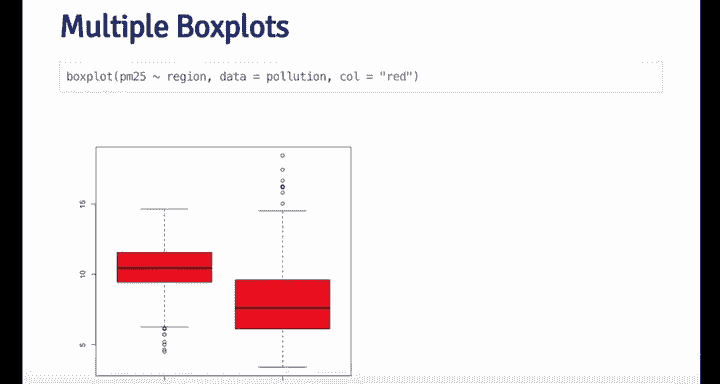 Multiple Boxplots
boxplot(pm25 ~ region, data = pollution, col = "red")
15
10
5